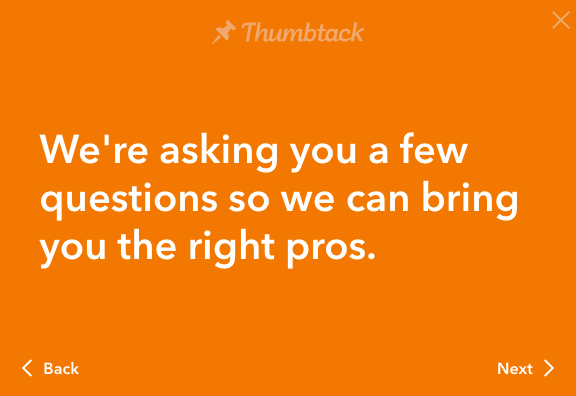 Thumbtack
We're asking you a few
questions so we can bring
you the right pros.
Back
Next